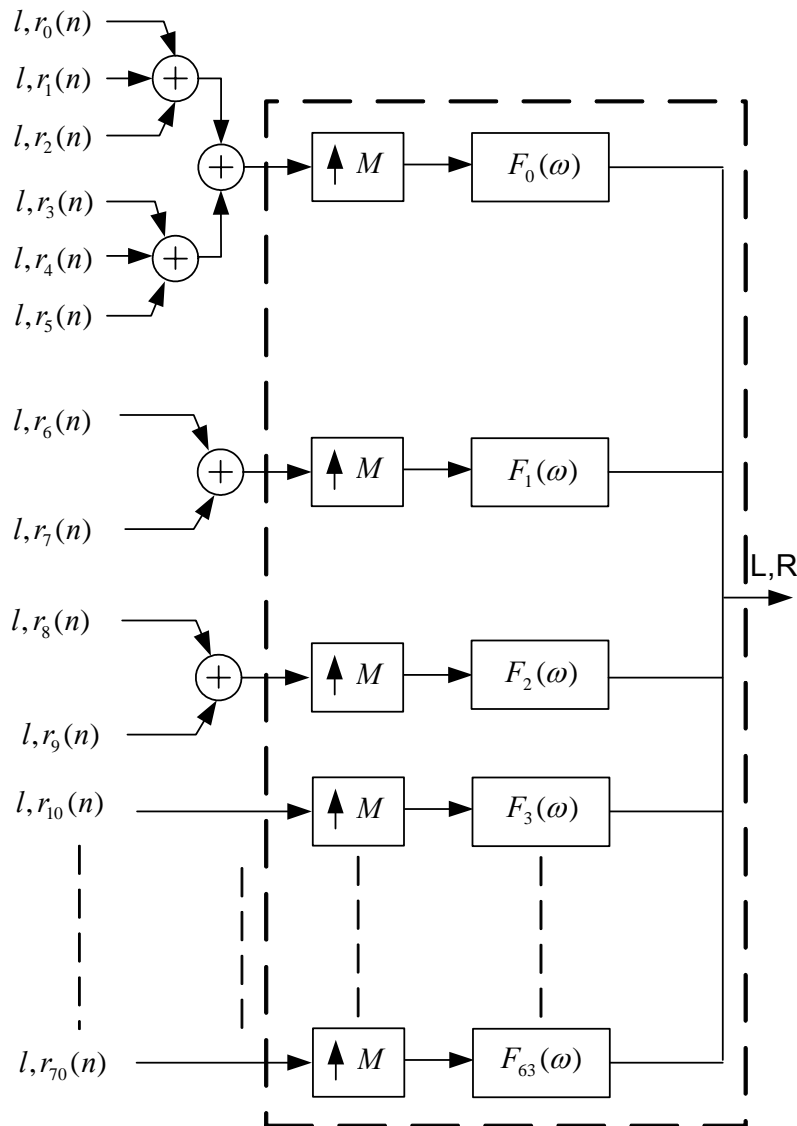 l,r₀(n)
l,r₁(n)
l,r₂(n)
l,r₃(n)
l,r₄(n)
l,r₅(n)
↑ M
F₀(ω)
l,r₆(n)
l,r₇(n)
↑ M
F₁(ω)
L,R
l,r₈(n)
l,r₉(n)
↑ M
F₂(ω)
l,r₁₀(n)
↑ M
F₃(ω)
l,r₇₀(n)
↑ M
F₆₃(ω)